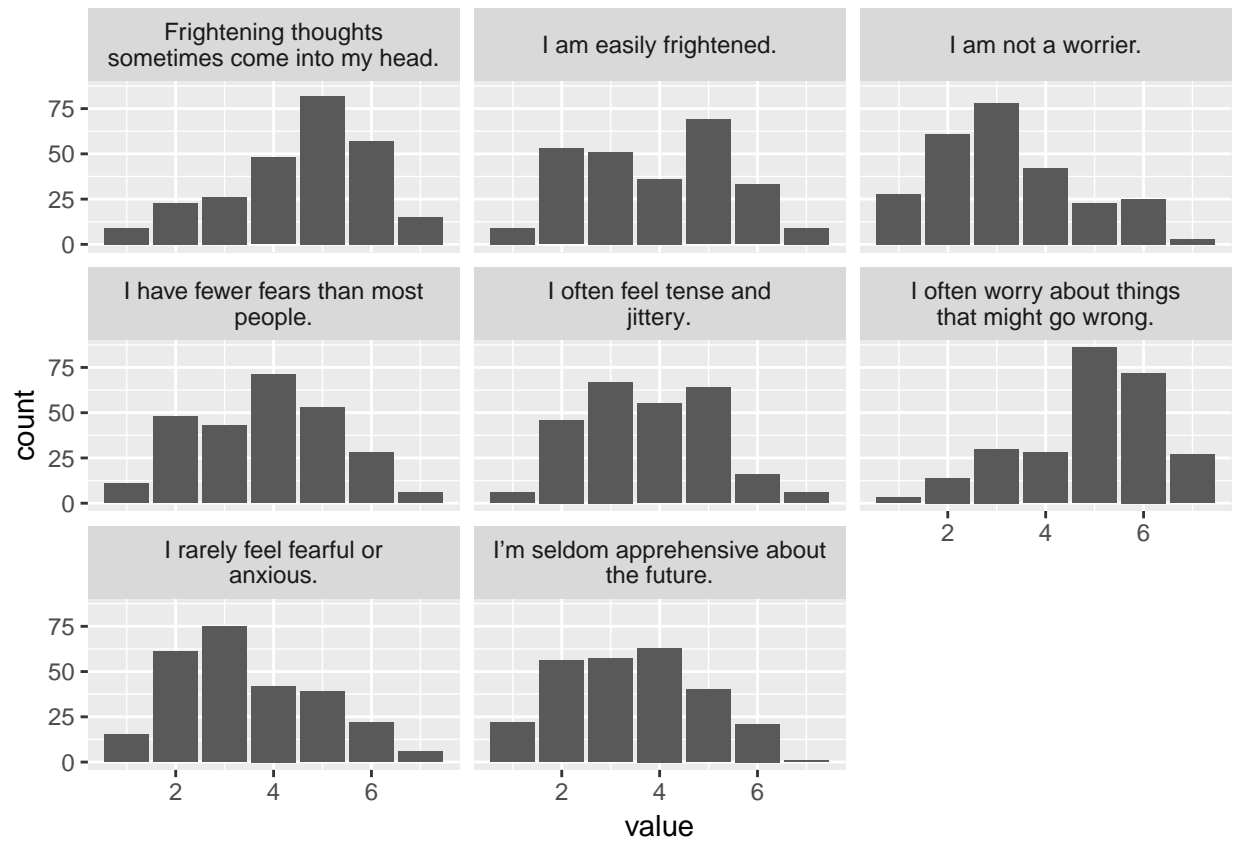 Frightening thoughts
sometimes come into my head.
I am easily frightened.
I am not a worrier.
75
50
25
0
I have fewer fears than most
people.
I often feel tense and
jittery.
I often worry about things
that might go wrong.
75
50
25
0
count
2 4 6
I rarely feel fearful or
anxious.
I’m seldom apprehensive about
the future.
75
50
25
0
2 4 6
2 4 6
value